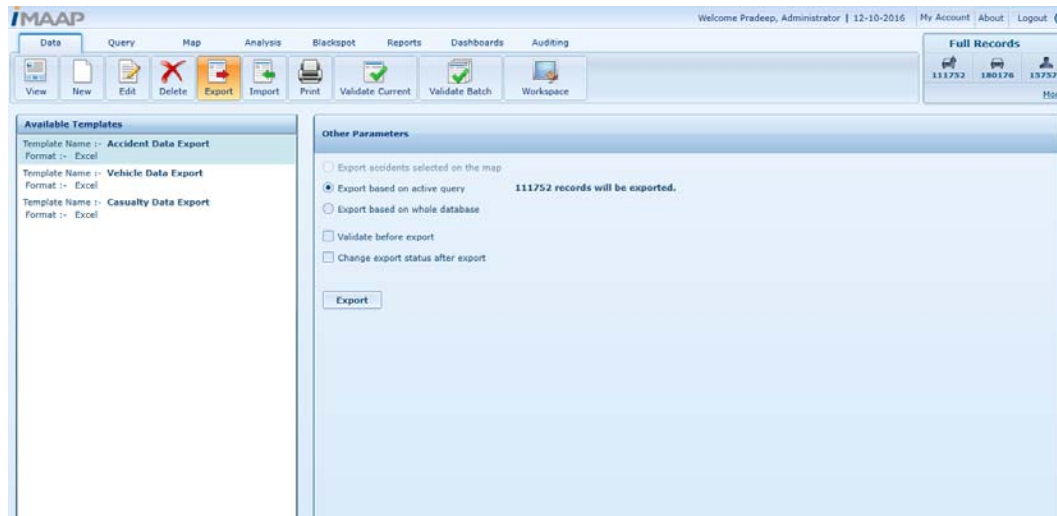 iMAAP
Welcome Pradeep, Administrator | 12-10-2016 My Account About Logout
Data Query Map Analysis Blackspot Reports Dashboards Auditing
Full Records
111752 180176
View New Edit Delete Export Import Print Validate Current Validate Batch Workspace
Available Templates
Template Name :- Accident Data Export
Format :- Excel
Template Name :- Vehicle Data Export
Format :- Excel
Template Name :- Casualty Data Export
Format :- Excel
Other Parameters
Export accidents selected on the map
Export based on active query 111752 records will be exported.
Export based on whole database
Validate before export
Change export status after export
Export